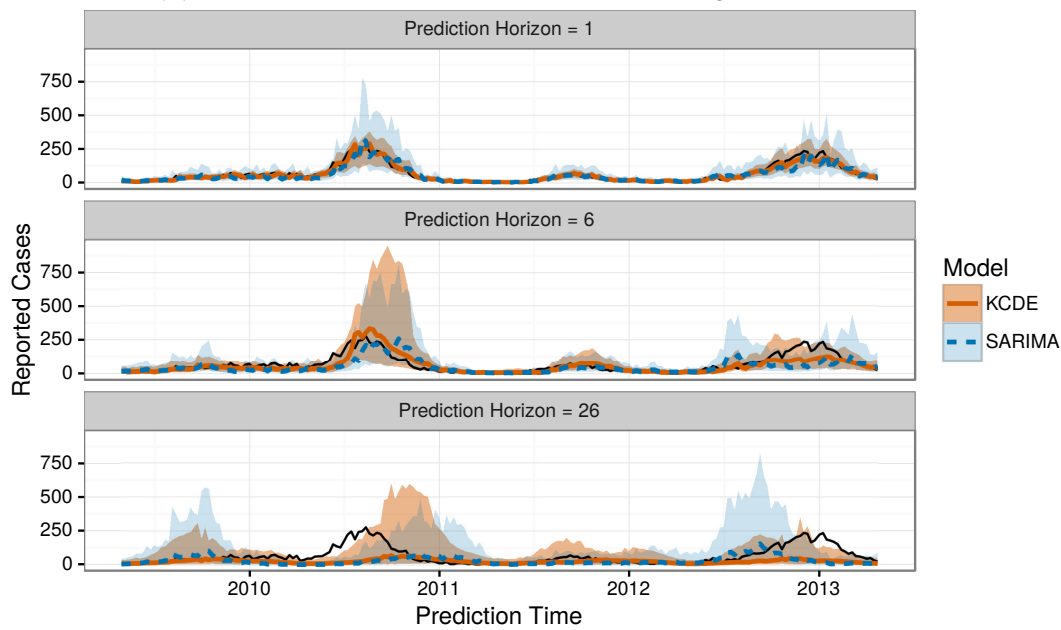 Prediction Horizon = 1
750
500
250
0
Prediction Horizon = 6
750
500
250
0
Prediction Horizon = 26
750
500
250
0
2010 2011 2012 2013
Prediction Time
Reported Cases
Model
KCDE
SARIMA